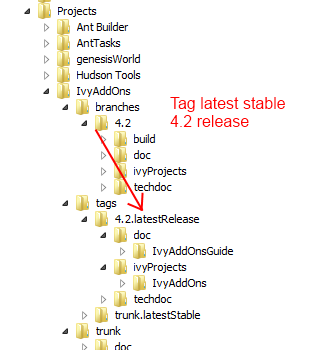 Projects
Ant Builder
AntTasks
genesisWorld
Hudson Tools
IvyAddOns
branches
Tag latest stable
4.2 release
4.2
build
doc
ivyProjects
techdoc
tags
4.2.latestRelease
doc
IvyAddOnsGuide
ivyProjects
IvyAddOns
techdoc
trunk.latestStable
trunk
doc